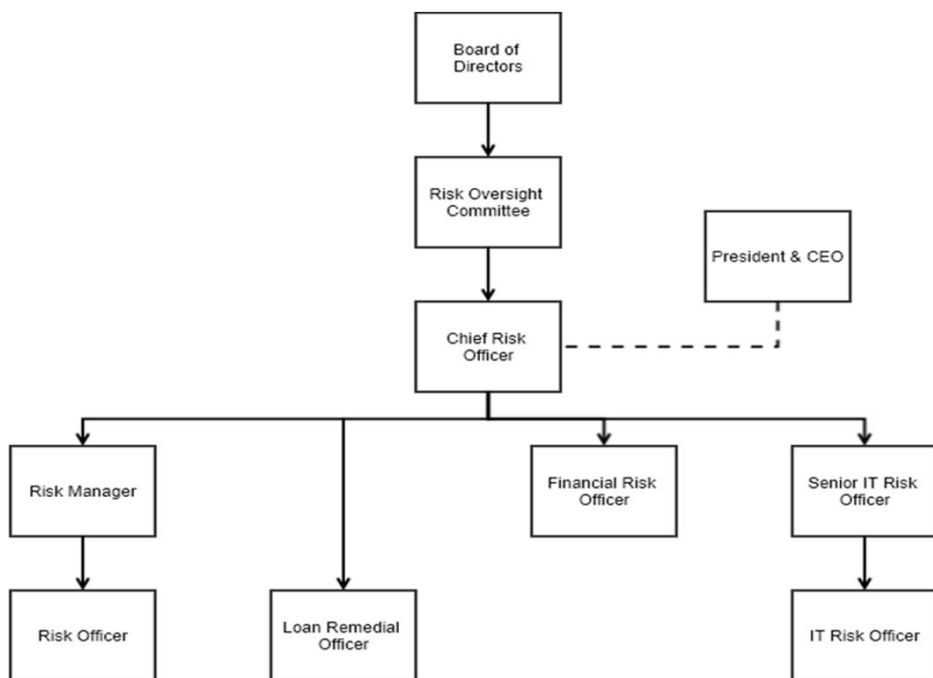 Board of
Directors
Risk Oversight
Committee
President & CEO
Chief Risk
Officer
Risk Manager
Financial Risk
Officer
Senior IT Risk
Officer
Risk Officer
Loan Remedial
Officer
IT Risk Officer